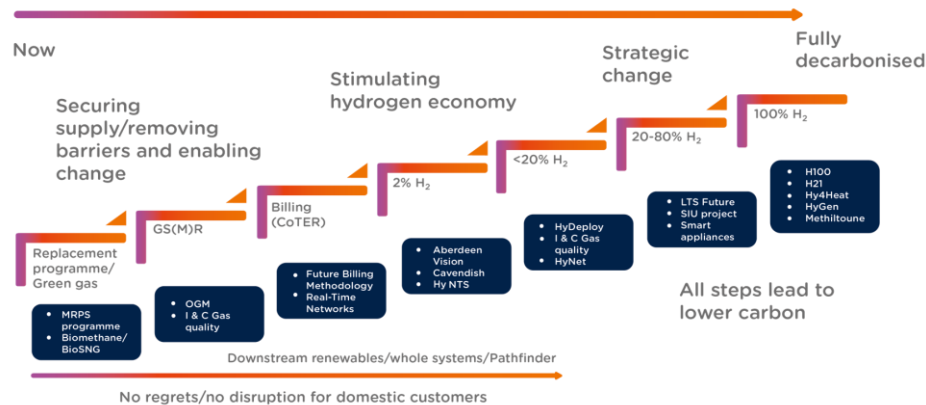 Now
Securing
supply/removing
barriers and enabling
change
Stimulating
hydrogen economy
Strategic
change
Fully
decarbonised
Replacement
programme/
Green gas
GS(M)R
Billing
(CoTER)
2% H₂
<20% H₂
20-80% H₂
100% H₂
• MRPS
programme
• Biomethane/
BioSNG
• OGM
• I & C Gas
quality
• Future Billing
Methodology
• Real-Time
Networks
• Aberdeen
Vision
• Cavendish
• Hy NTS
• HyDeploy
• I & C Gas
quality
• HyNet
• LTS Future
• SIU project
• Smart
appliances
• H100
• H21
• Hy4Heat
• HyGen
• Methiltoune
All steps lead to
lower carbon
Downstream renewables/whole systems/Pathfinder
No regrets/no disruption for domestic customers